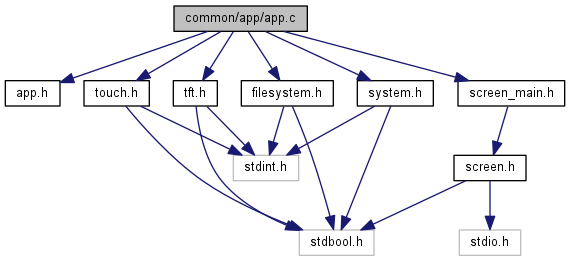 common/app/app.c
app.h
touch.h
tft.h
filesystem.h
system.h
screen_main.h
stdint.h
screen.h
stdbool.h
stdio.h